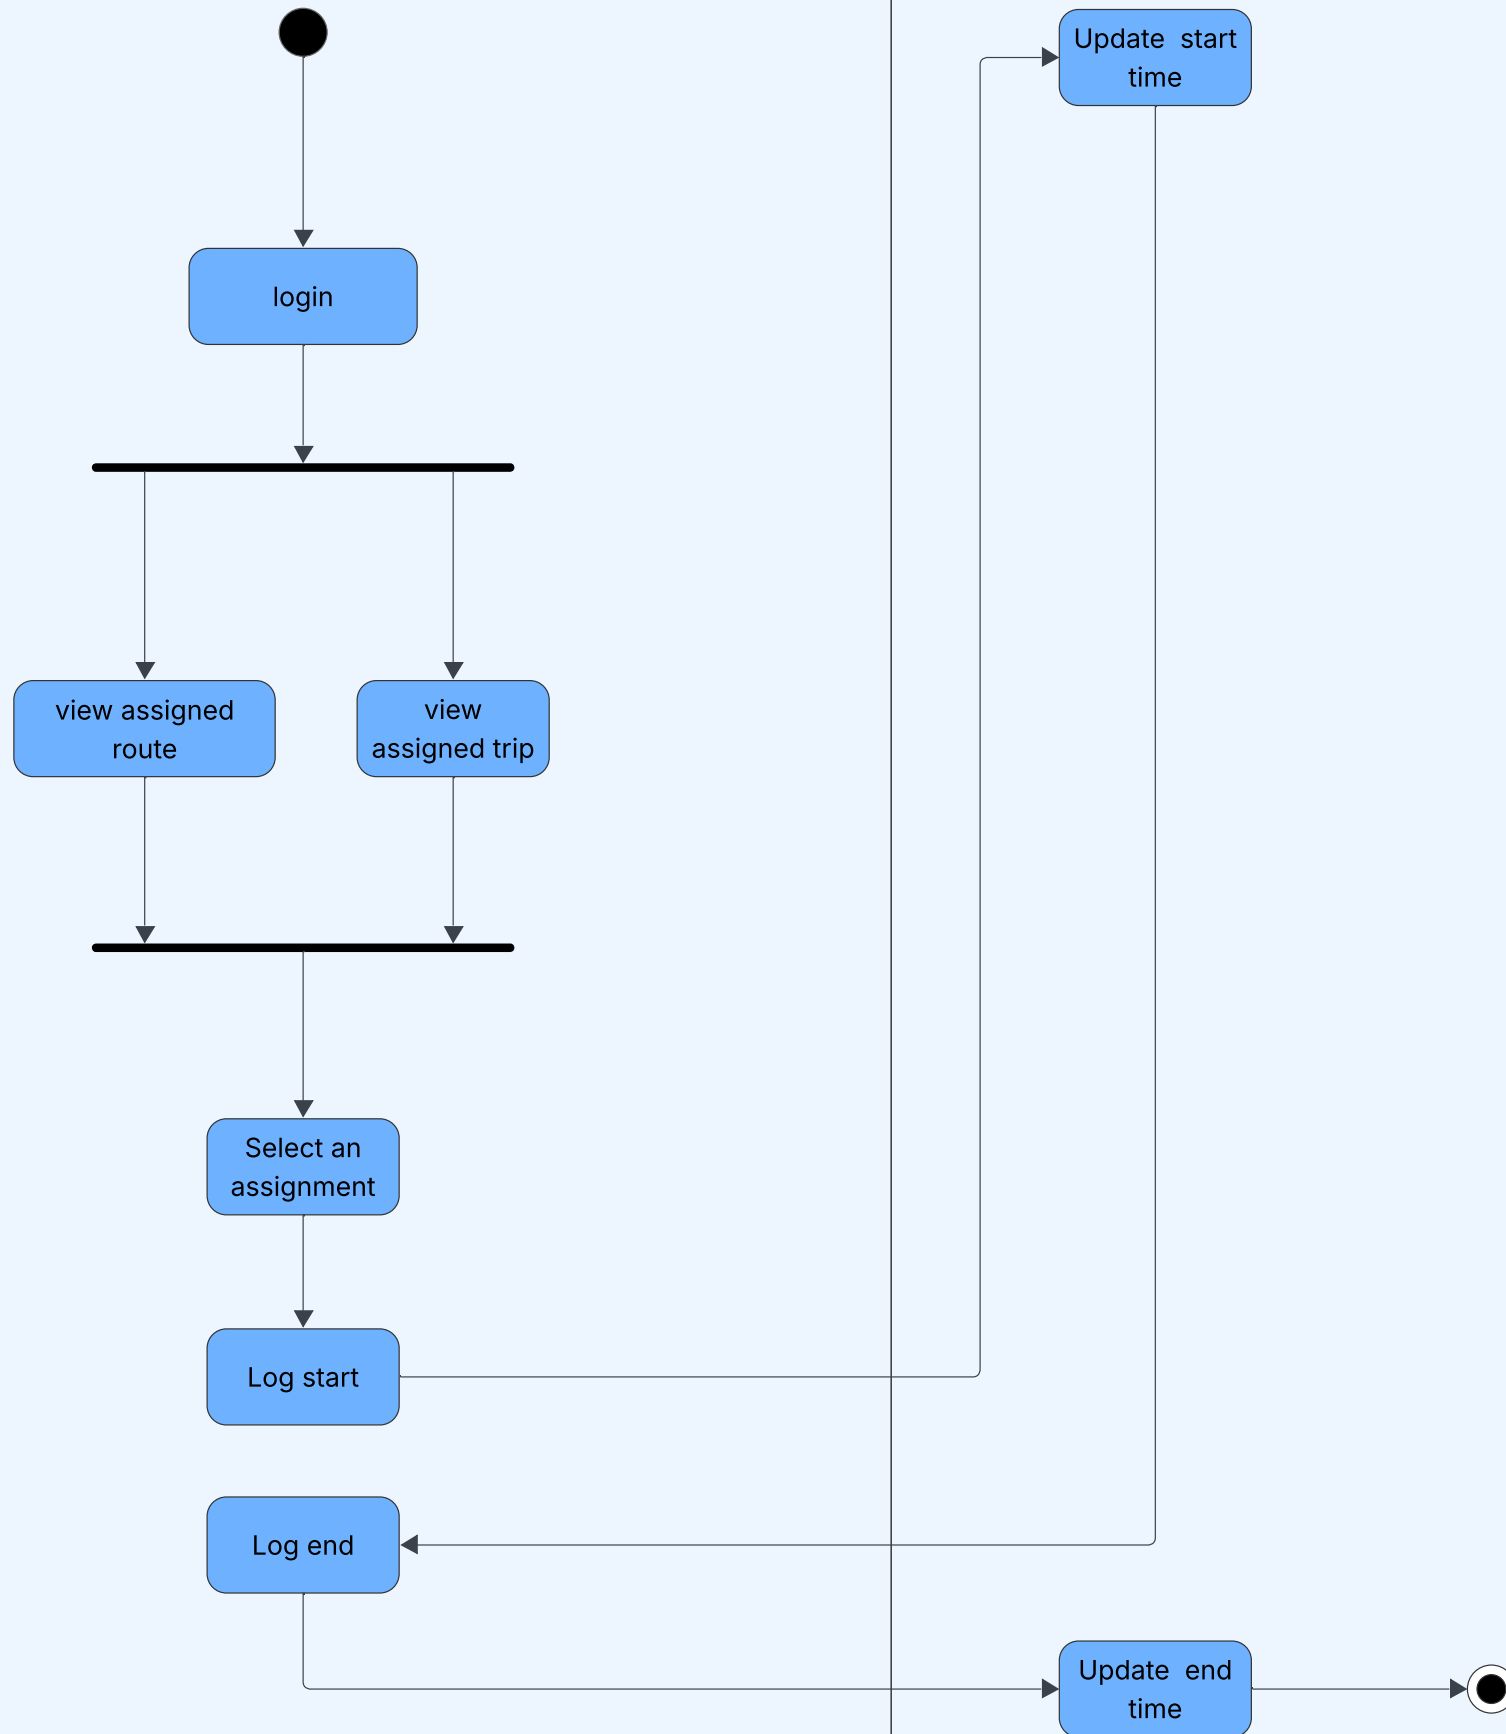 login
view assigned
route
view
assigned trip
Select an
assignment
Log start
Update  start
time
Log end
Update  end
time